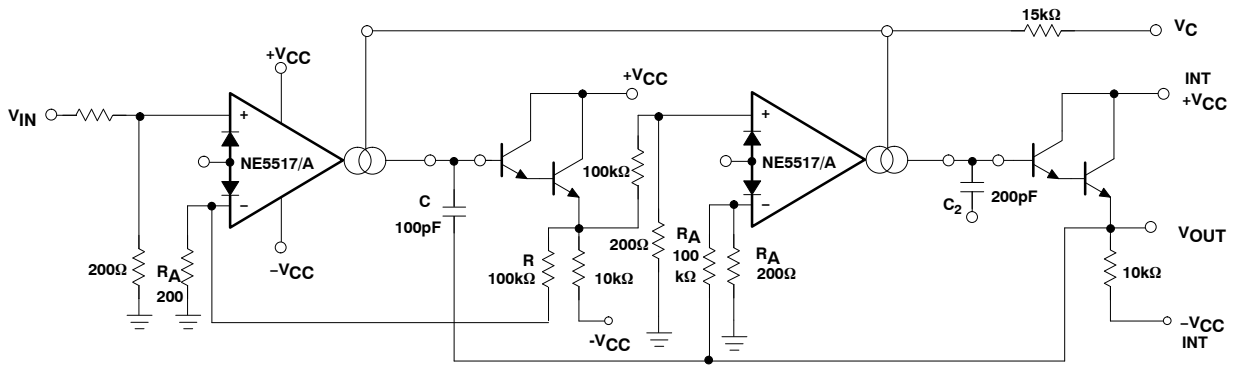 15kΩ
VC
+VCC
+VCC
INT
+VCC
VIN
+
NE5517/A
−
+
NE5517/A
−
100kΩ
C
100pF
C2
200pF
200Ω
RA
200
−VCC
R
100kΩ
10kΩ
-VCC
200Ω
RA
100
kΩ
RA
200Ω
VOUT
10kΩ
−VCC
INT